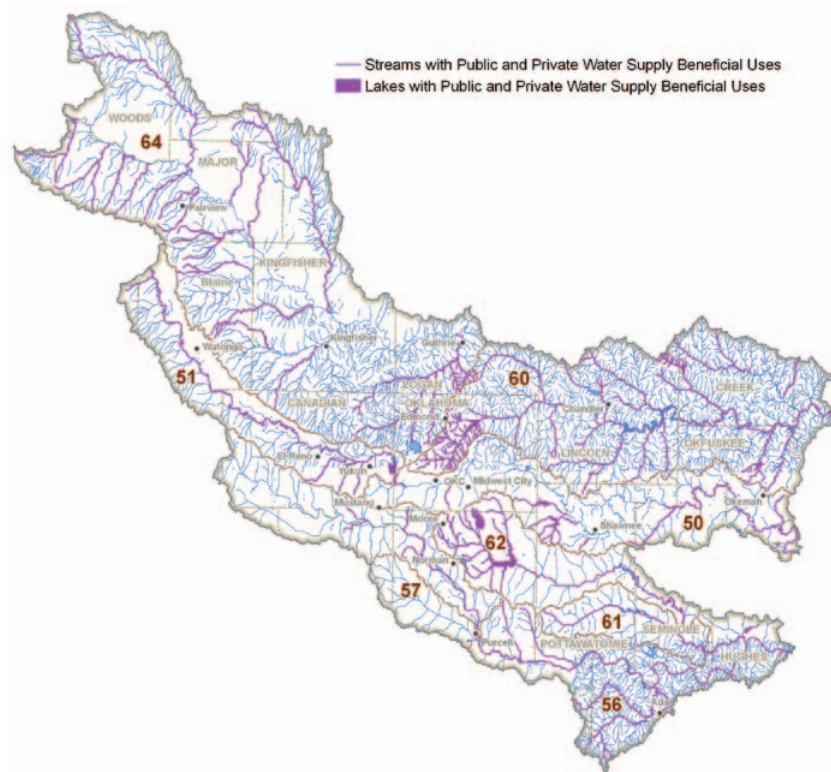 Streams with Public and Private Water Supply Beneficial Uses
Lakes with Public and Private Water Supply Beneficial Uses
WOODS
64
MAJOR
Fairview
KINGFISHER
Blaine
Kingfisher
Guthrie
Watonga
51
LOGAN
60
CREEK
CANADIAN
OKLAHOMA
Edmond
Chandler
LINCOLN
OKFUSKEE
El Reno
Yukon
OKC
Midwest City
Mustang
Okemah
Moore
Shawnee
50
62
Norman
57
61
SEMINOLE
Purcell
POTTAWATOMIE
HUGHES
56
Ada